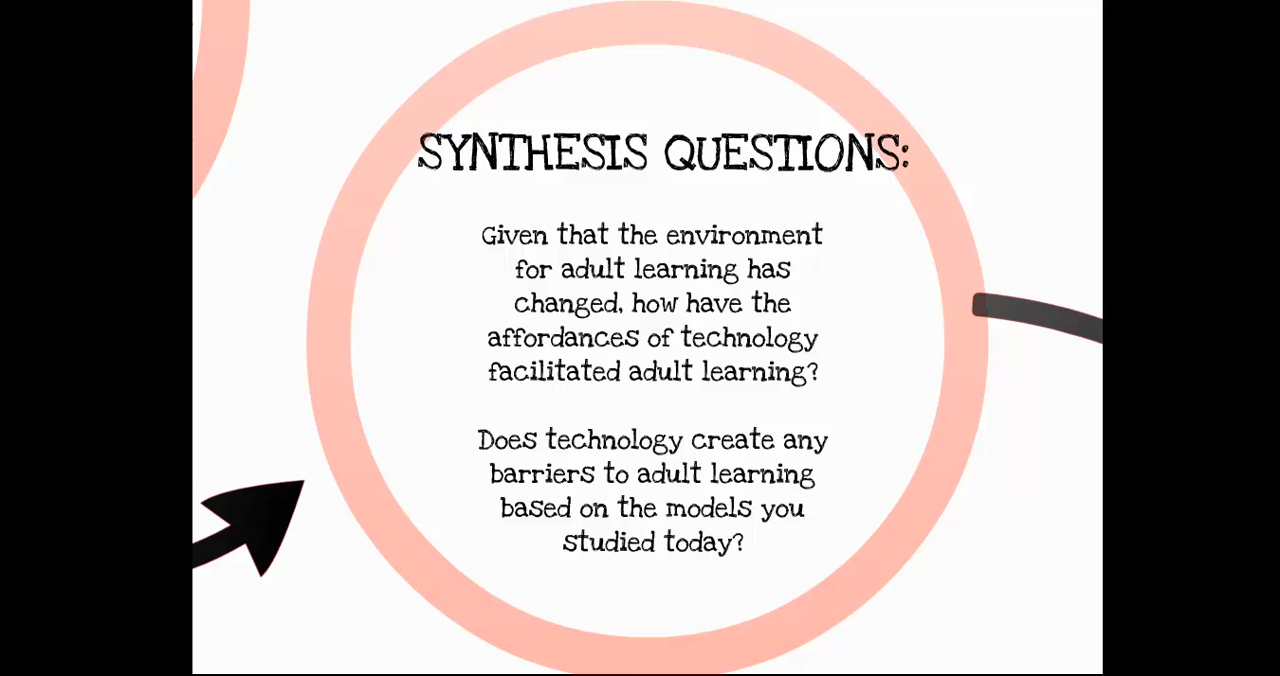 SYNTHESIS QUESTIONS:
Given that the environment
for adult learning has
changed, how have the
affordances of technology
facilitated adult learning?
Does technology create any
barriers to adult learning
based on the models you
studied today?